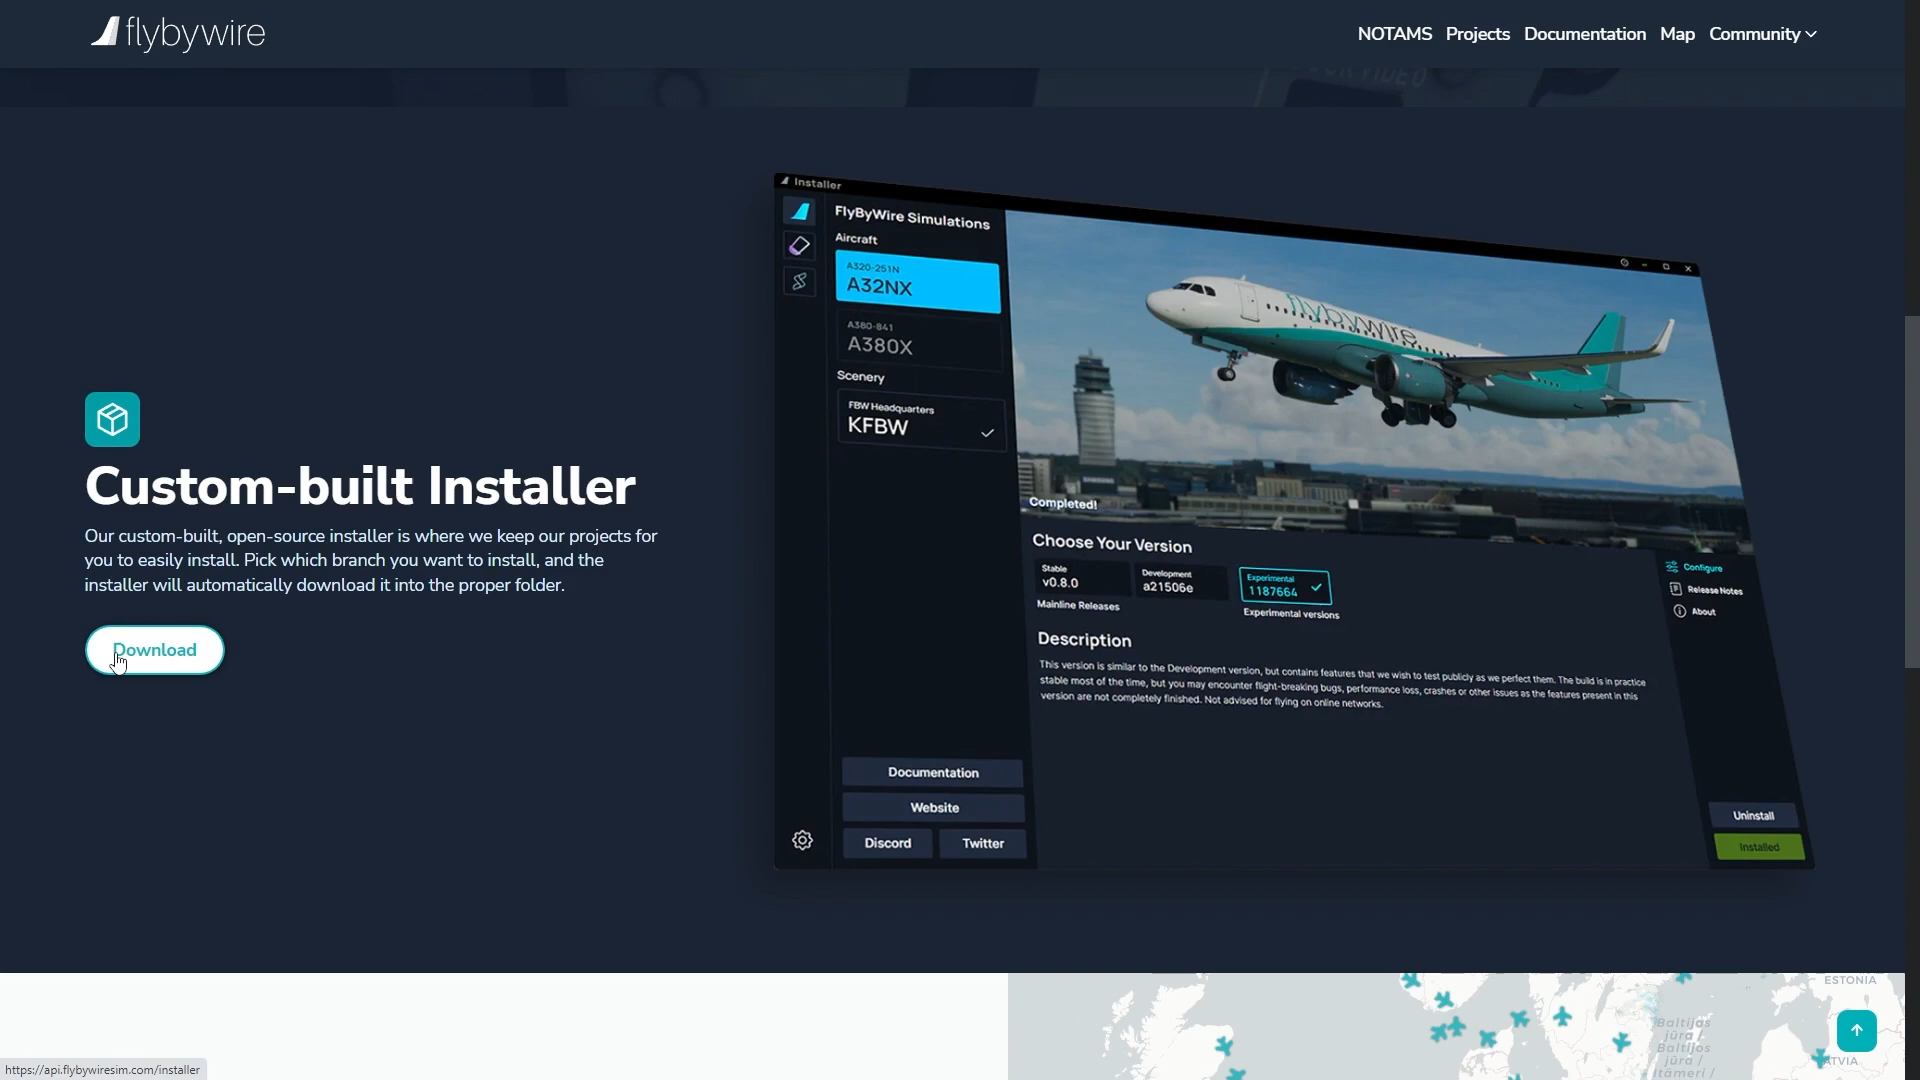 flybywire
NOTAMS Projects Documentation Map Community
Installer
FlyByWire Simulations
Aircraft
A320-251N
A32NX
A380-841
A380X
Scenery
FBW Headquarters
KFBW
flybywire
Completed!
Choose Your Version
Stable
v0.8.0
Mainline Releases
Development
a21506e
Experimental
1187664
Experimental versions
Configure
Release Notes
About
Description
This version is similar to the Development version, but contains features that we wish to test publicly as we perfect them. The build is in practice
stable most of the time, but you may encounter flight-breaking bugs, performance loss, crashes or other issues as the features present in this
version are not completely finished. Not advised for flying on online networks.
Documentation
Website
Discord Twitter
Uninstall
Installed
Custom-built Installer
Our custom-built, open-source installer is where we keep our projects for
you to easily install. Pick which branch you want to install, and the
installer will automatically download it into the proper folder.
Download
ESTONIA
Baltijas
jūra /
Baltijos
jūra /
https://api.flybywiresim.com/installer